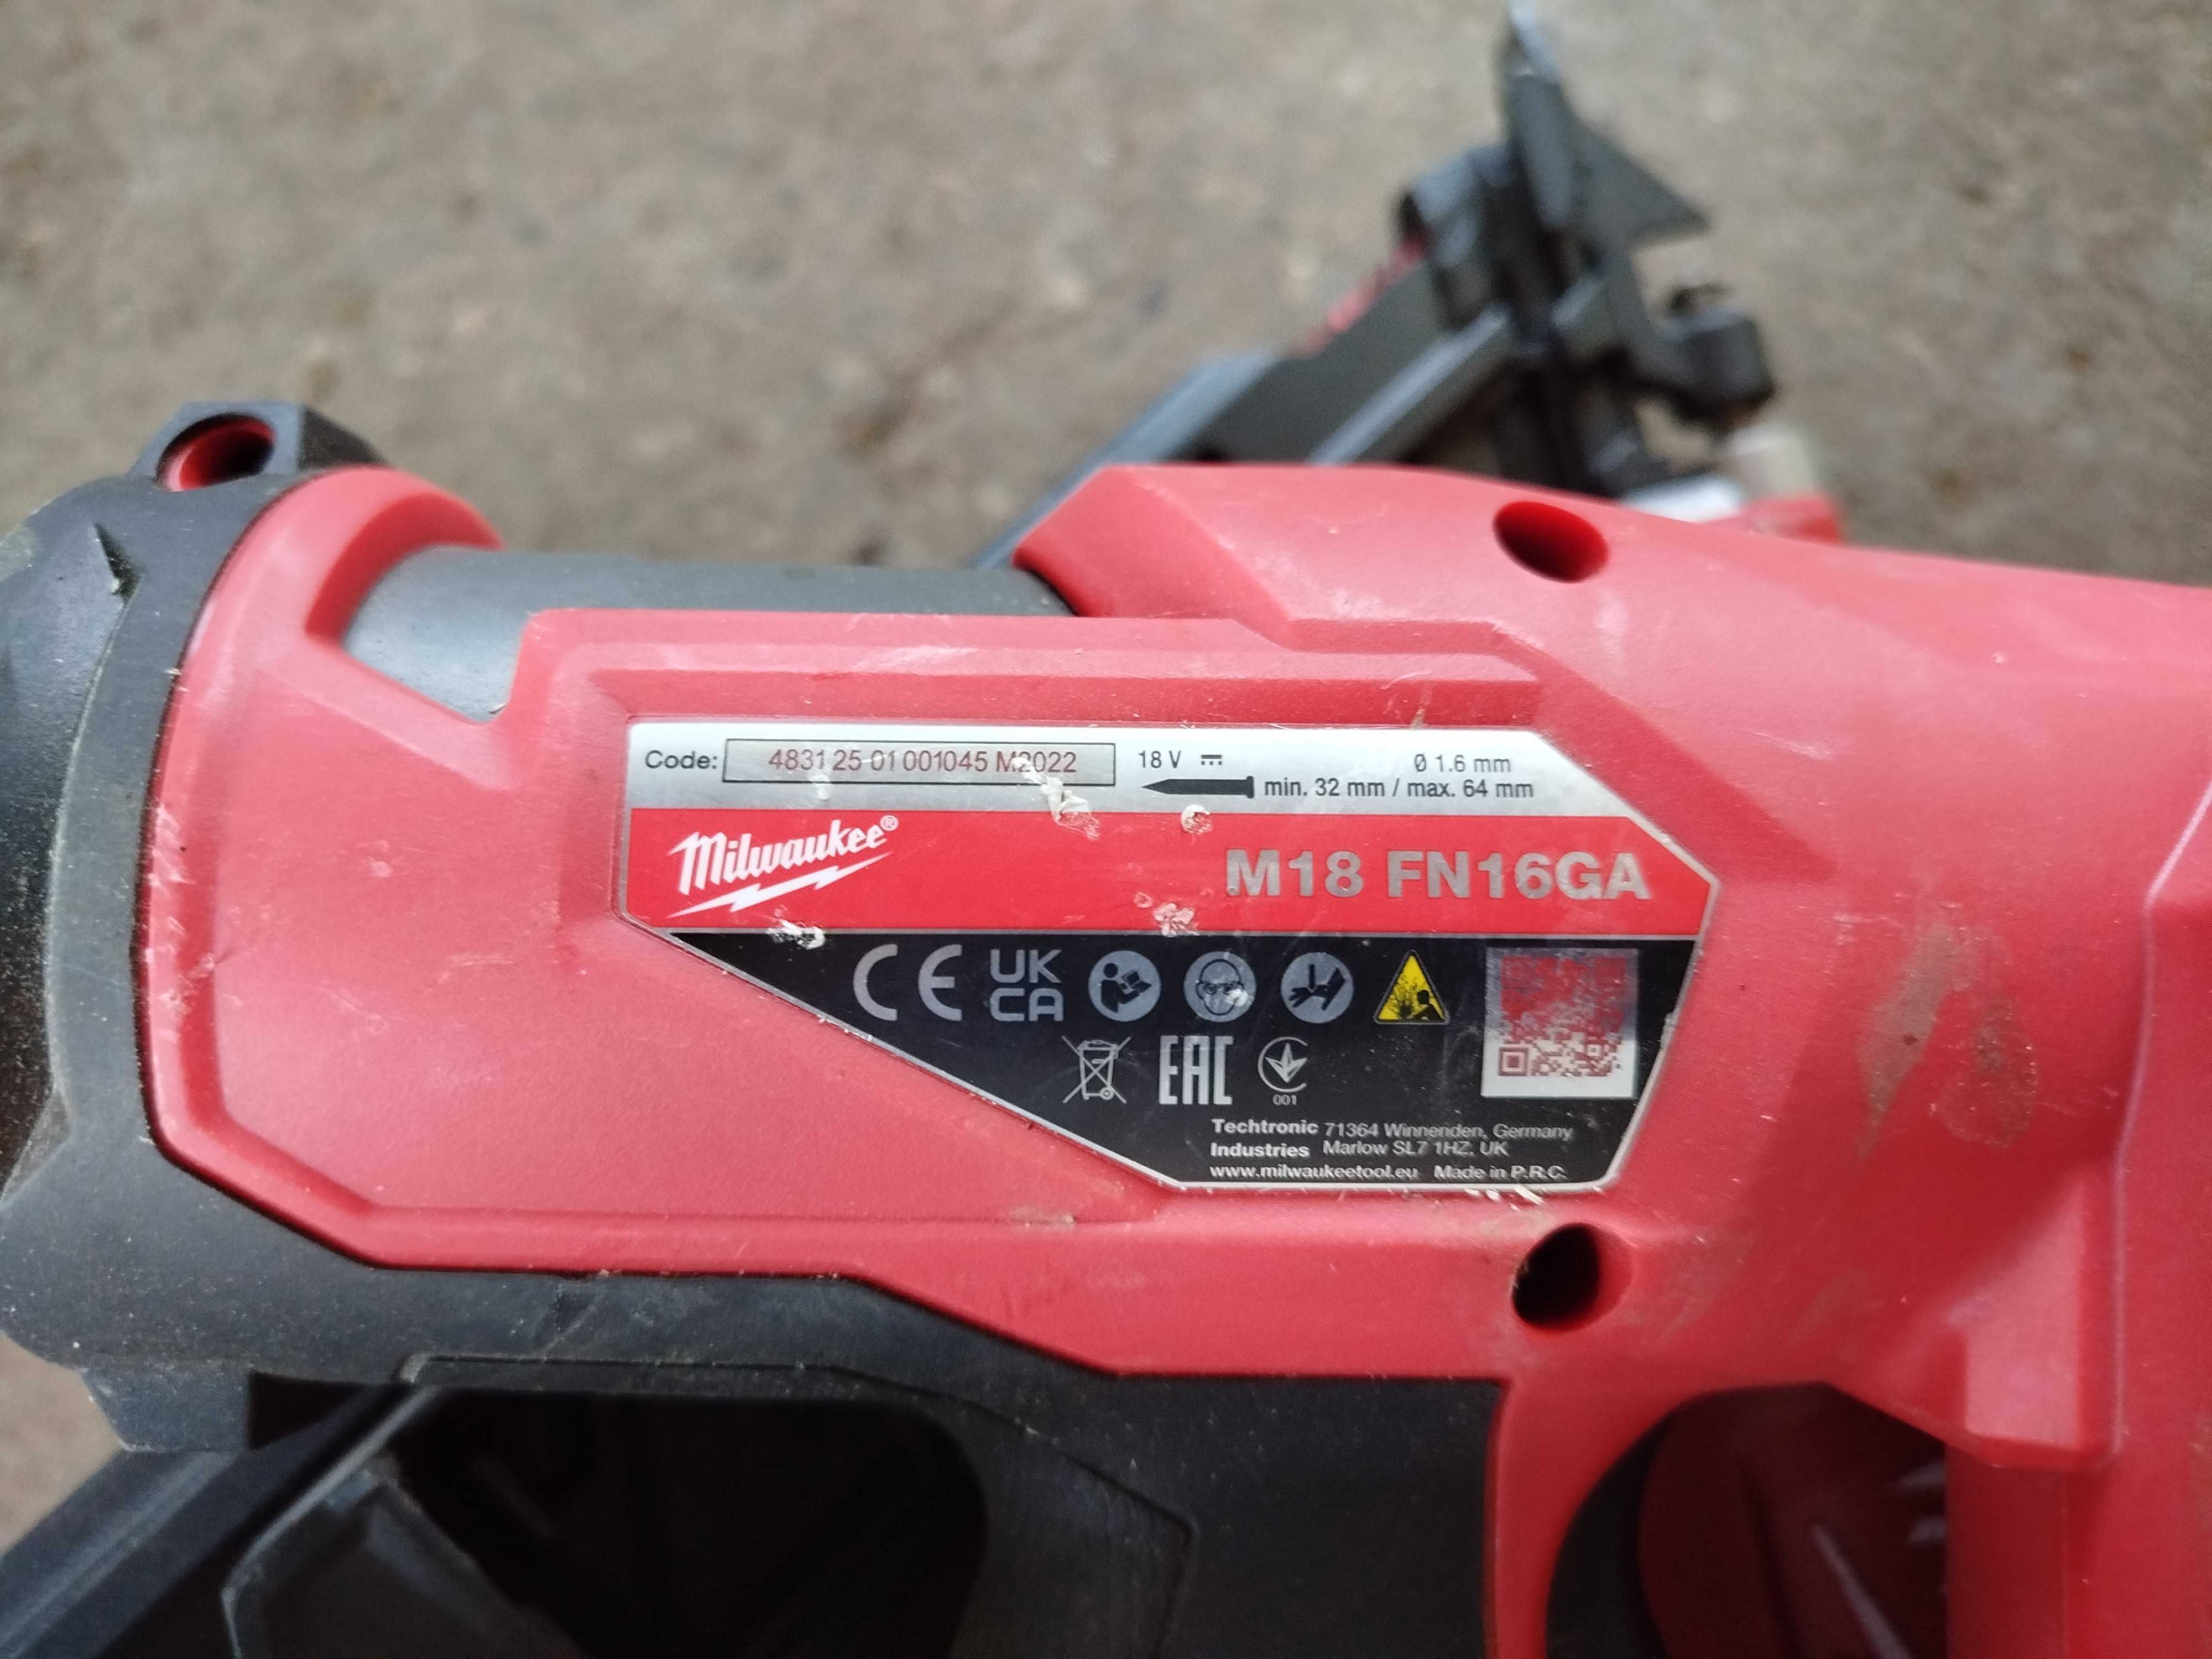 Code: 4831 25 01 001045 M2022 18 V Ø 1.6 mm
min. 32 mm / max. 64 mm
Milwaukee® M18 FN16GA
CE UK CA
EAC 001
Techtronic 71364 Winnenden, Germany
Industries Marlow SL7 1HZ, UK
www.milwaukeetool.eu Made in P.R.C.